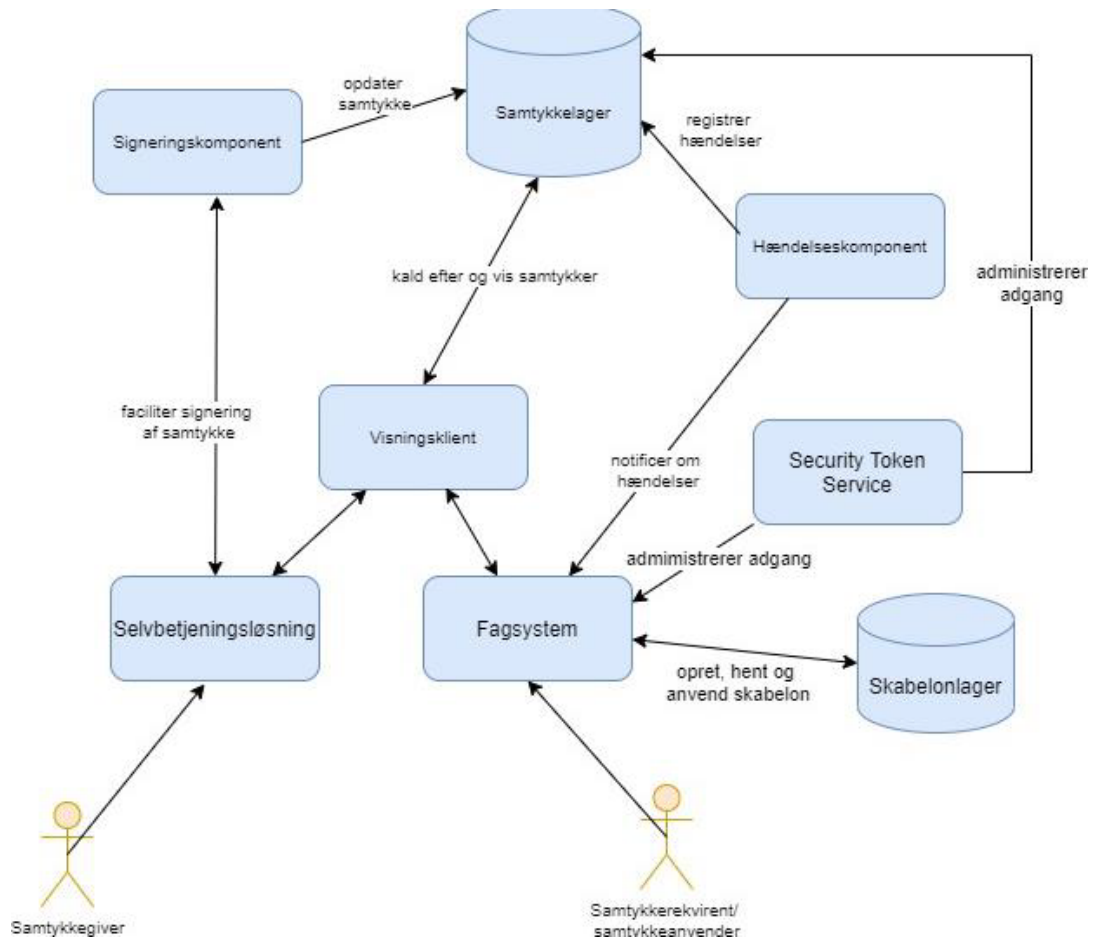 opdater
samtykke
Samtykkelager
Signeringskomponent
registrer
hændelser
Hændelseskomponent
administrerer
adgang
kald efter og vis samtykker
faciliter signering
af samtykke
Visningsklient
notificer om
hændelser
Security Token
Service
admimistrerer adgang
Selvbetjeningsløsning
Fagsystem
opret, hent og
anvend skabelon
Skabelonlager
Samtykkegiver
Samtykkerekvirent/
samtykkeanvender